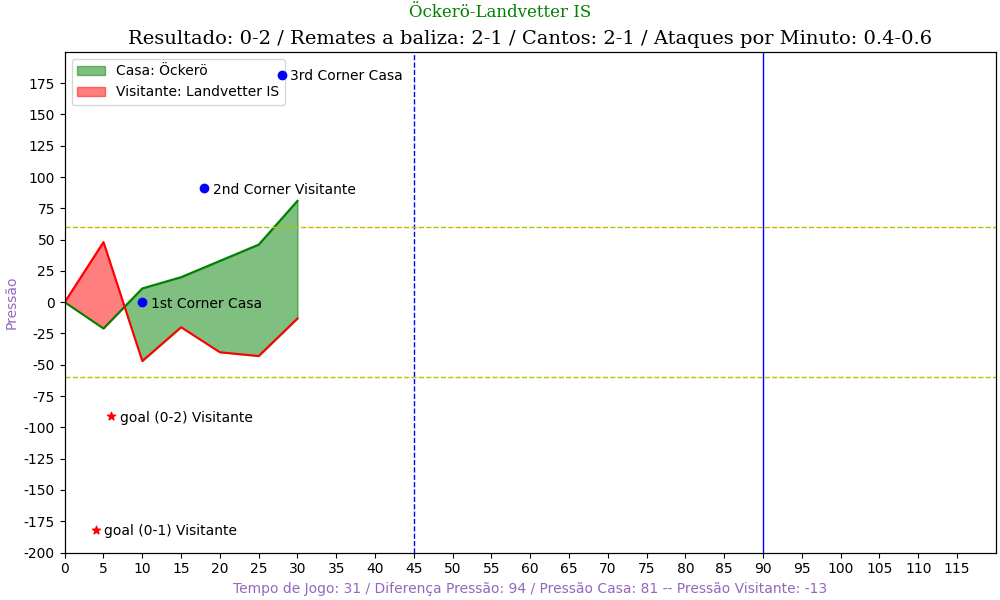 Öckerö-Landvetter IS
Resultado: 0-2 / Remates a baliza: 2-1 / Cantos: 2-1 / Ataques por Minuto: 0.4-0.6
Casa: Öckerö
Visitante: Landvetter IS
3rd Corner Casa
2nd Corner Visitante
1st Corner Casa
goal (0-2) Visitante
goal (0-1) Visitante
Pressão
175
150
125
100
75
50
25
0
-25
-50
-75
-100
-125
-150
-175
-200
0 5 10 15 20 25 30 35 40 45 50 55 60 65 70 75 80 85 90 95 100 105 110 115
Tempo de Jogo: 31 / Diferença Pressão: 94 / Pressão Casa: 81 -- Pressão Visitante: -13